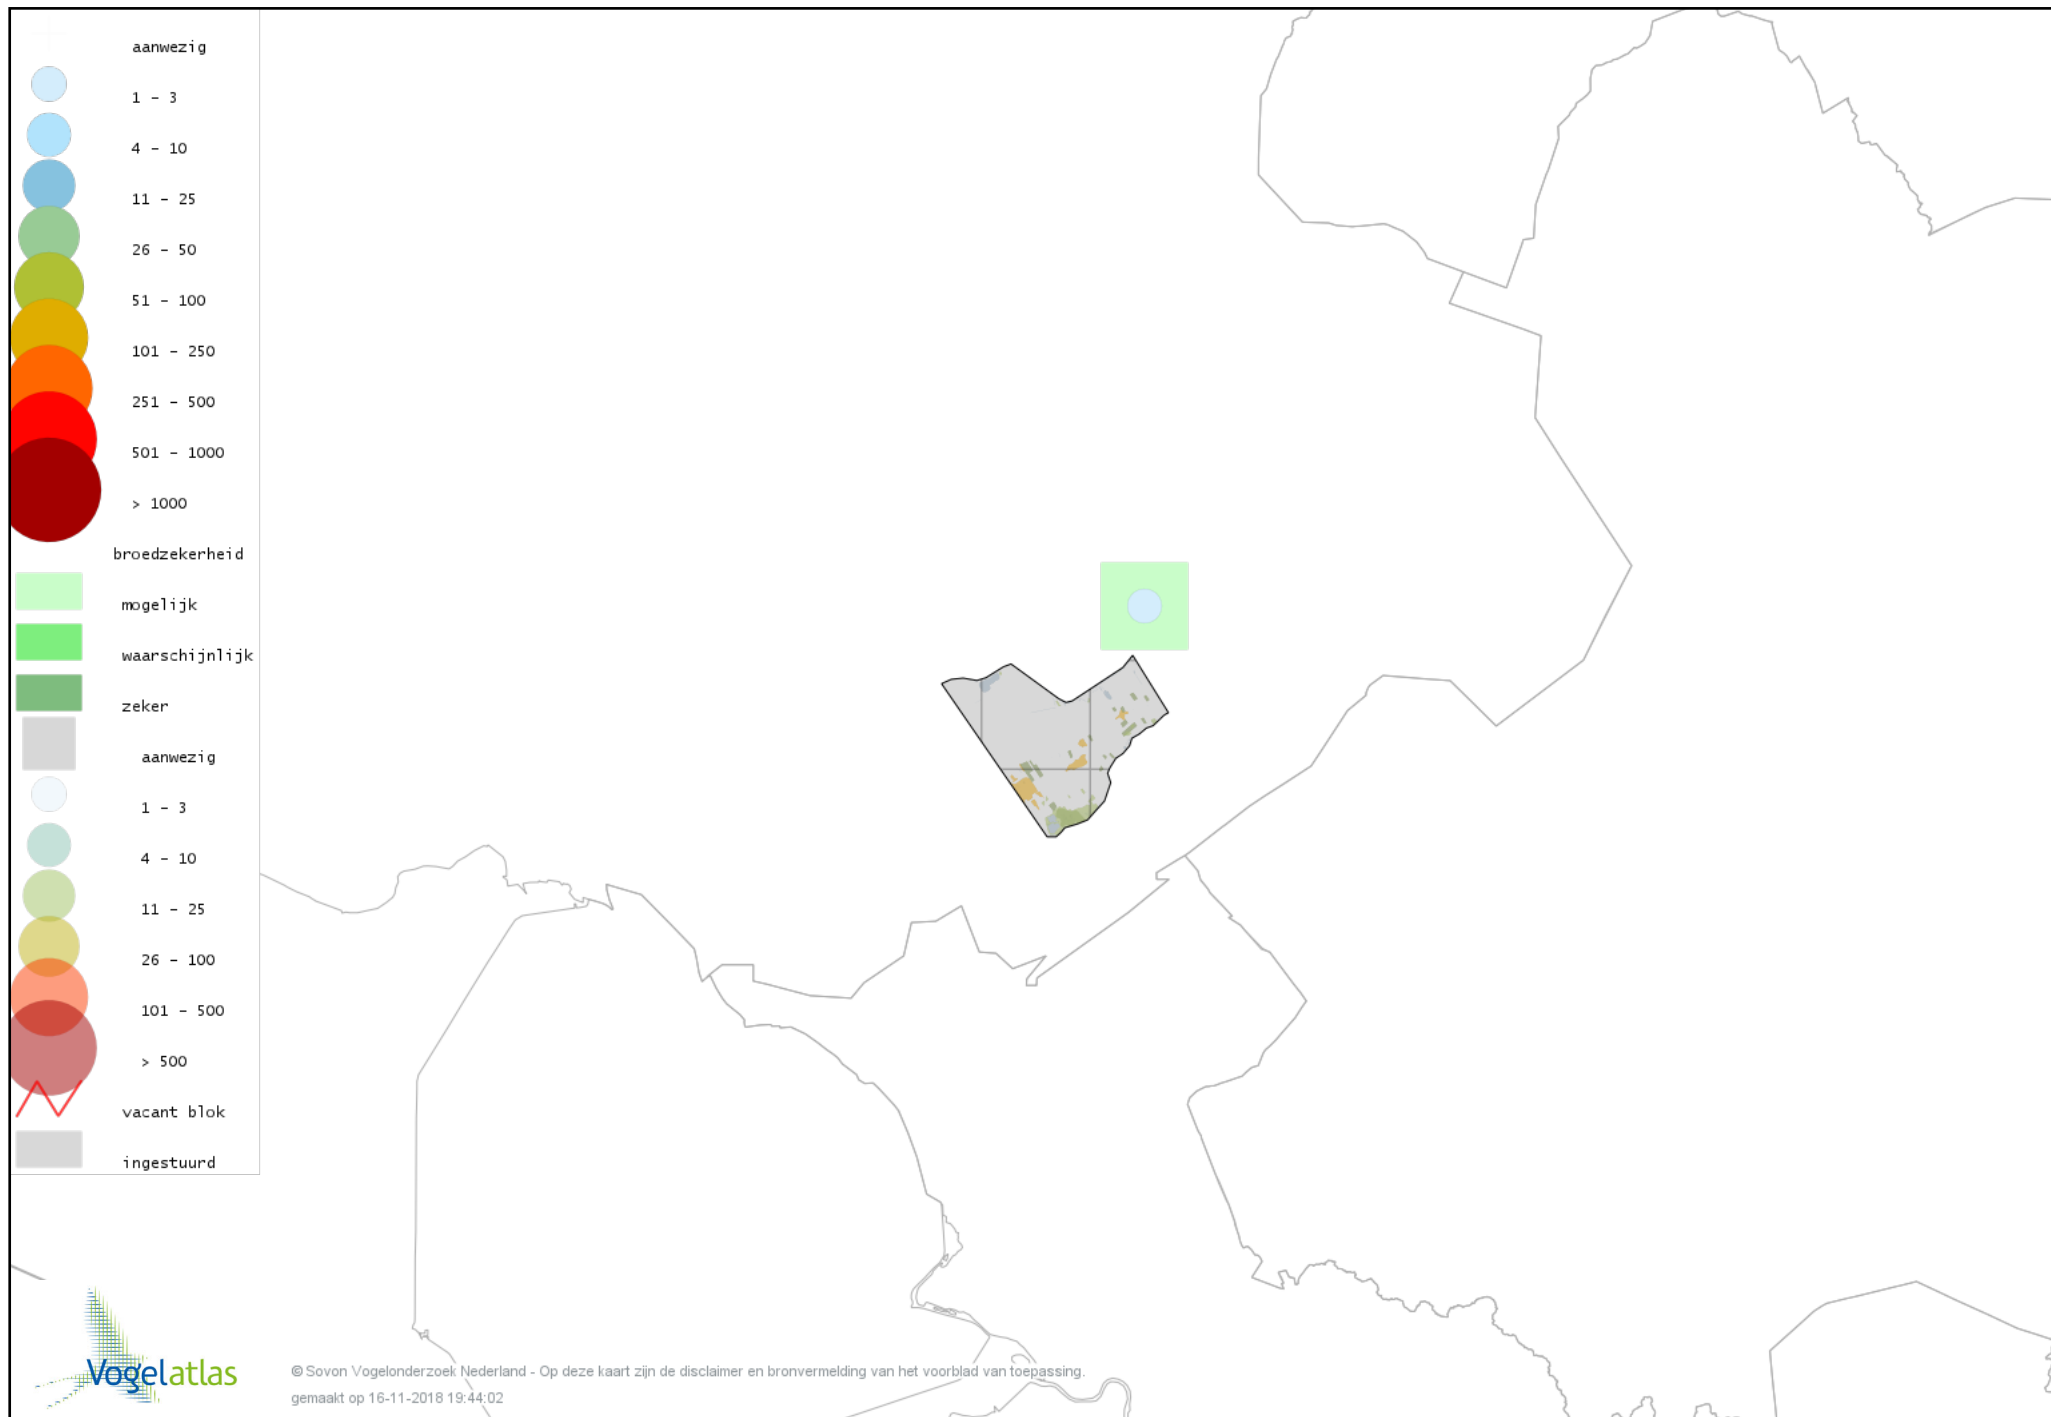 aanwezig
1 - 3
4 - 10
11 - 25
26 - 50
51 - 100
101 - 250
251 - 500
501 - 1000
> 1000
broedzekerheid
mogelijk
waarschijnlijk
zeker
aanwezig
1 - 3
4 - 10
11 - 25
26 - 100
101 - 500
> 500
vacant blok
ingestuurd
Vogelatlas
© Sovon Vogelonderzoek Nederland - Op deze kaart zijn de disclaimer en bronvermelding van het voorblad van toepassing.
gemaakt op 16-11-2018 19:44:02